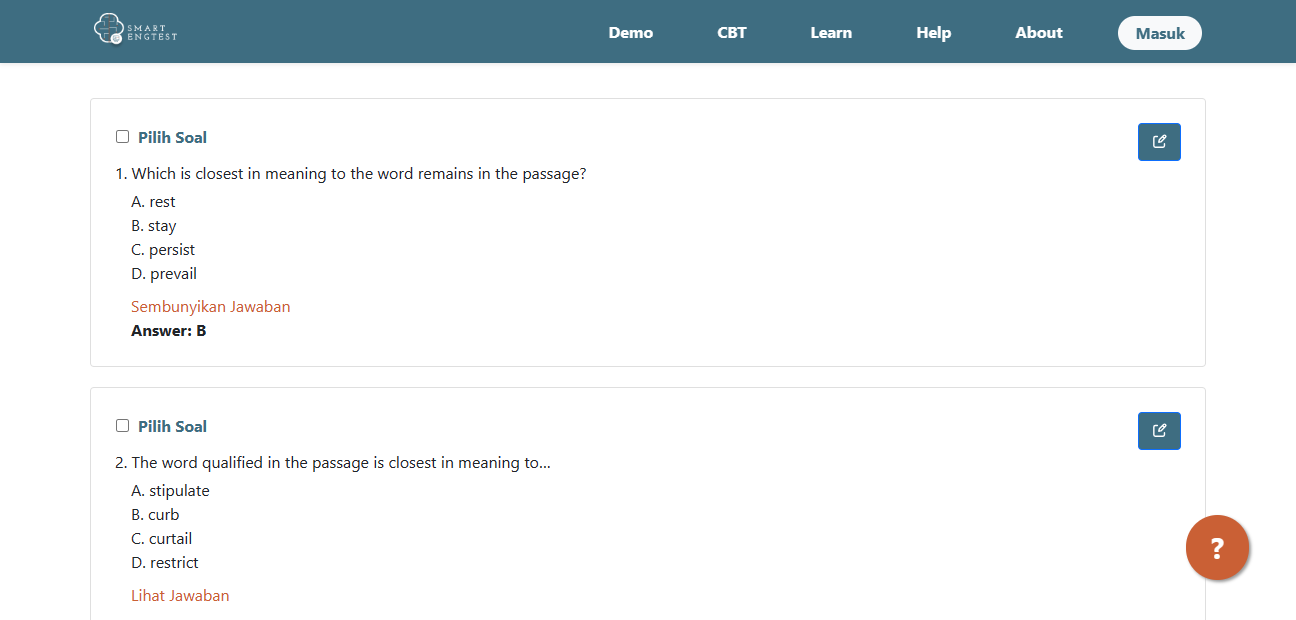 SMART
ENGTEST
Demo
CBT
Learn
Help
About
Masuk
Pilih Soal
1. Which is closest in meaning to the word remains in the passage?
A. rest
B. stay
C. persist
D. prevail
Sembunyikan Jawaban
Answer: B
Pilih Soal
2. The word qualified in the passage is closest in meaning to...
A. stipulate
B. curb
C. curtail
D. restrict
Lihat Jawaban
?